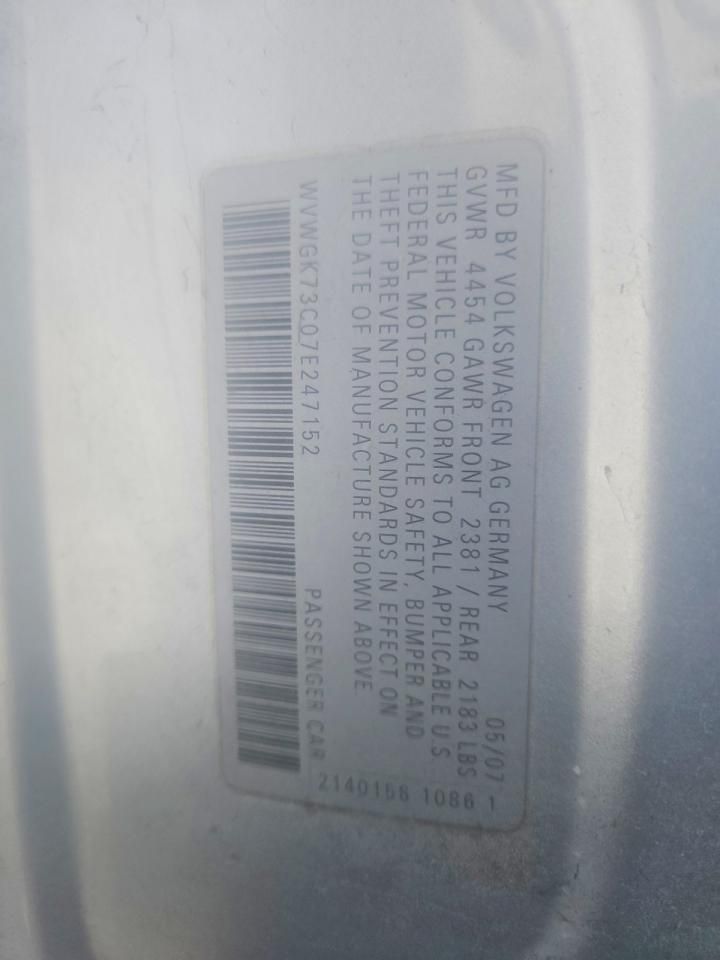 MFD BY VOLKSWAGEN AG GERMANY 05/07
GVWR 4454 GAWR FRONT 2381 / REAR 2183 LBS
THIS VEHICLE CONFORMS TO ALL APPLICABLE U.S
FEDERAL MOTOR VEHICLE SAFETY, BUMPER AND
THEFT PREVENTION STANDARDS IN EFFECT ON
THE DATE OF MANUFACTURE SHOWN ABOVE.
WVWGK73C07E247152 PASSENGER CAR
2140158 1086 1